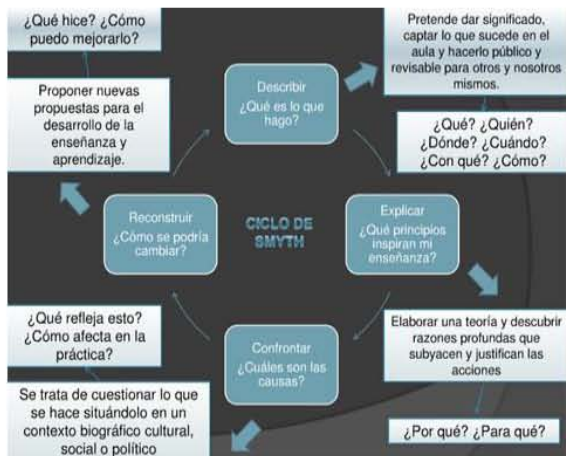 ¿Qué hice? ¿Cómo
puedo mejorarlo?
Proponer nuevas
propuestas para el
desarrollo de la
enseñanza y
aprendizaje.
Describir
¿Qué es lo que
hago?
Pretende dar significado,
captar lo que sucede en el
aula y hacerlo público y
revisable para otros y nosotros
mismos.
¿Qué? ¿Quién?
¿Dónde? ¿Cuándo?
¿Con qué? ¿Cómo?
Reconstruir
¿Cómo se podría
cambiar?
CICLO DE
SMYTH
Explicar
¿Qué principios
inspiran mi
enseñanza?
¿Qué refleja esto?
¿Cómo afecta en la
práctica?
Se trata de cuestionar lo que
se hace situándolo en un
contexto biográfico cultural,
social o político
Confrontar
¿Cuáles son las
causas?
Elaborar una teoría y descubrir
razones profundas que
subyacen y justifican las
acciones
¿Por qué? ¿Para qué?